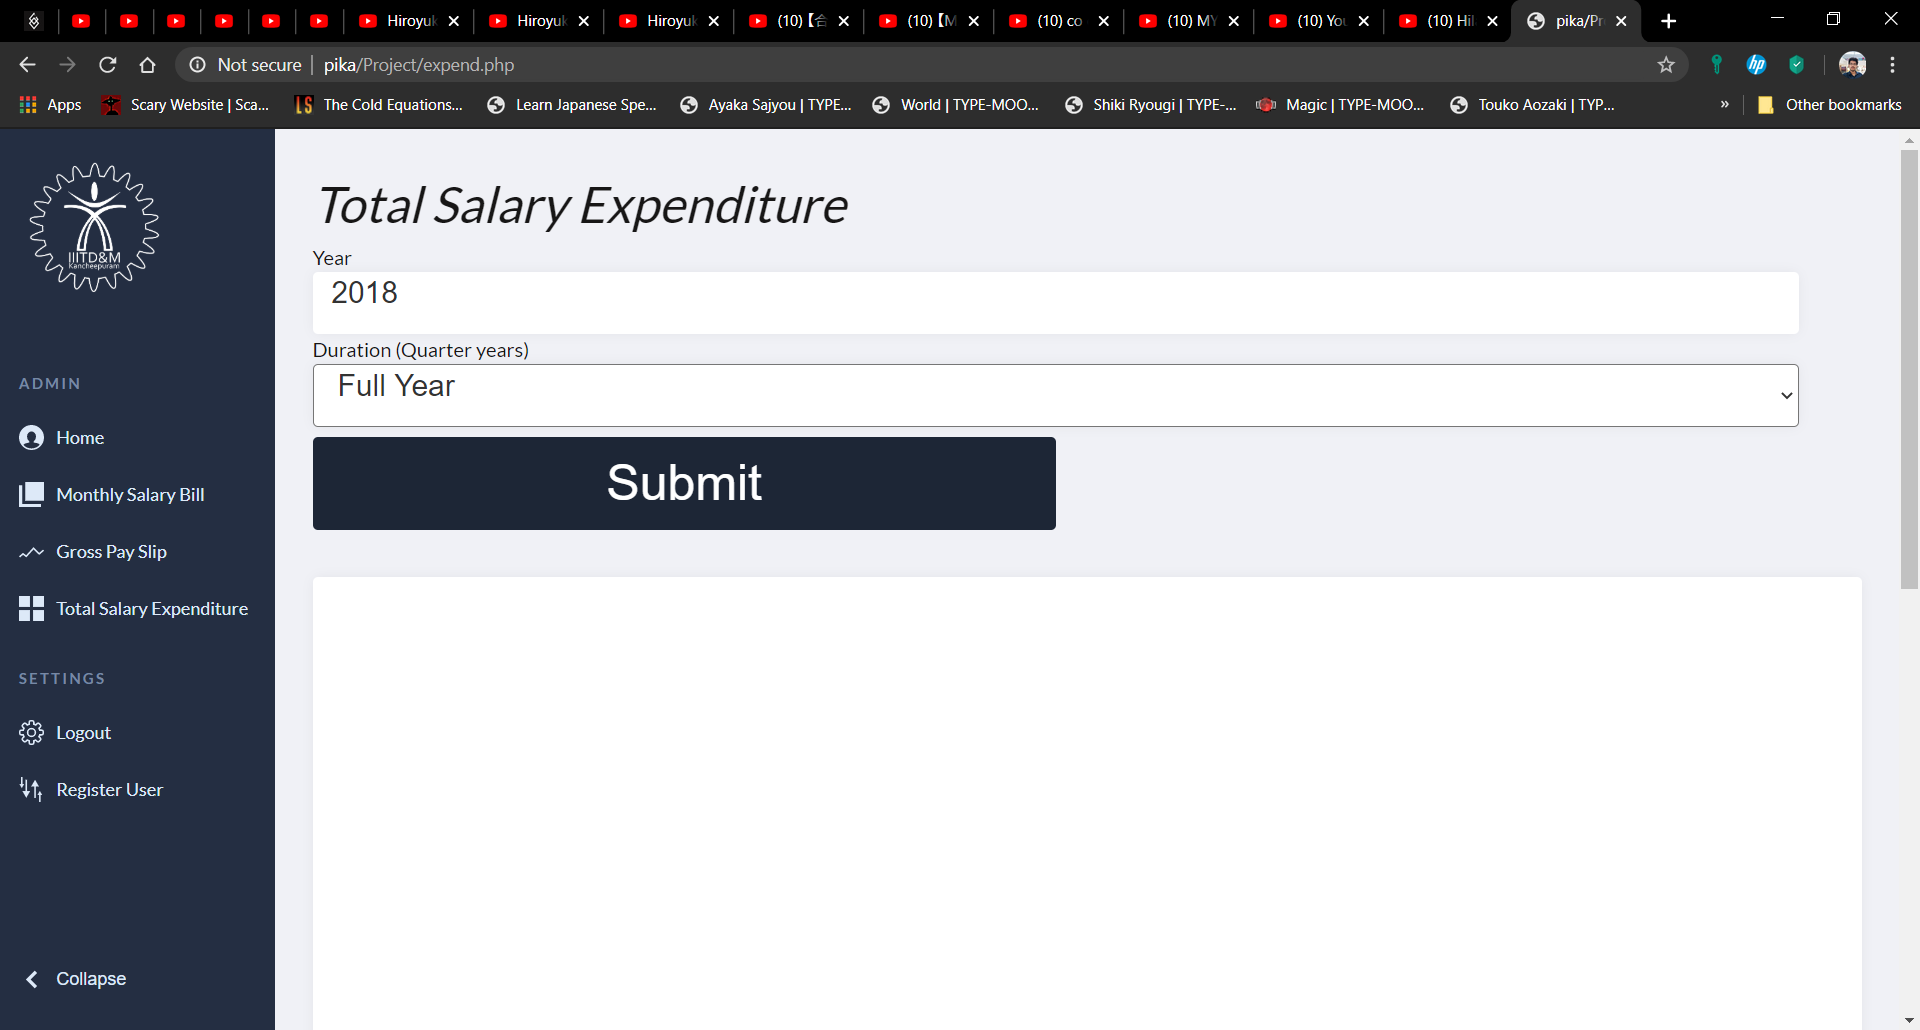 Hiroyuk
Hiroyuk
Hiroyuk
(10)【合
(10)【M
(10) co
(10) MY
(10) You
(10) Hik
pika/Pr
Not secure
pika/Project/expend.php
Apps
Scary Website | Sca...
The Cold Equations...
Learn Japanese Spe...
Ayaka Sajyou | TYPE...
World | TYPE-MOO...
Shiki Ryougi | TYPE-...
Magic | TYPE-MOO...
Touko Aozaki | TYP...
»
Other bookmarks
IIITD&M
Kancheepuram
ADMIN
Home
Monthly Salary Bill
Gross Pay Slip
Total Salary Expenditure
SETTINGS
Logout
Register User
Collapse
Total Salary Expenditure
Year
2018
Duration (Quarter years)
Full Year
Submit